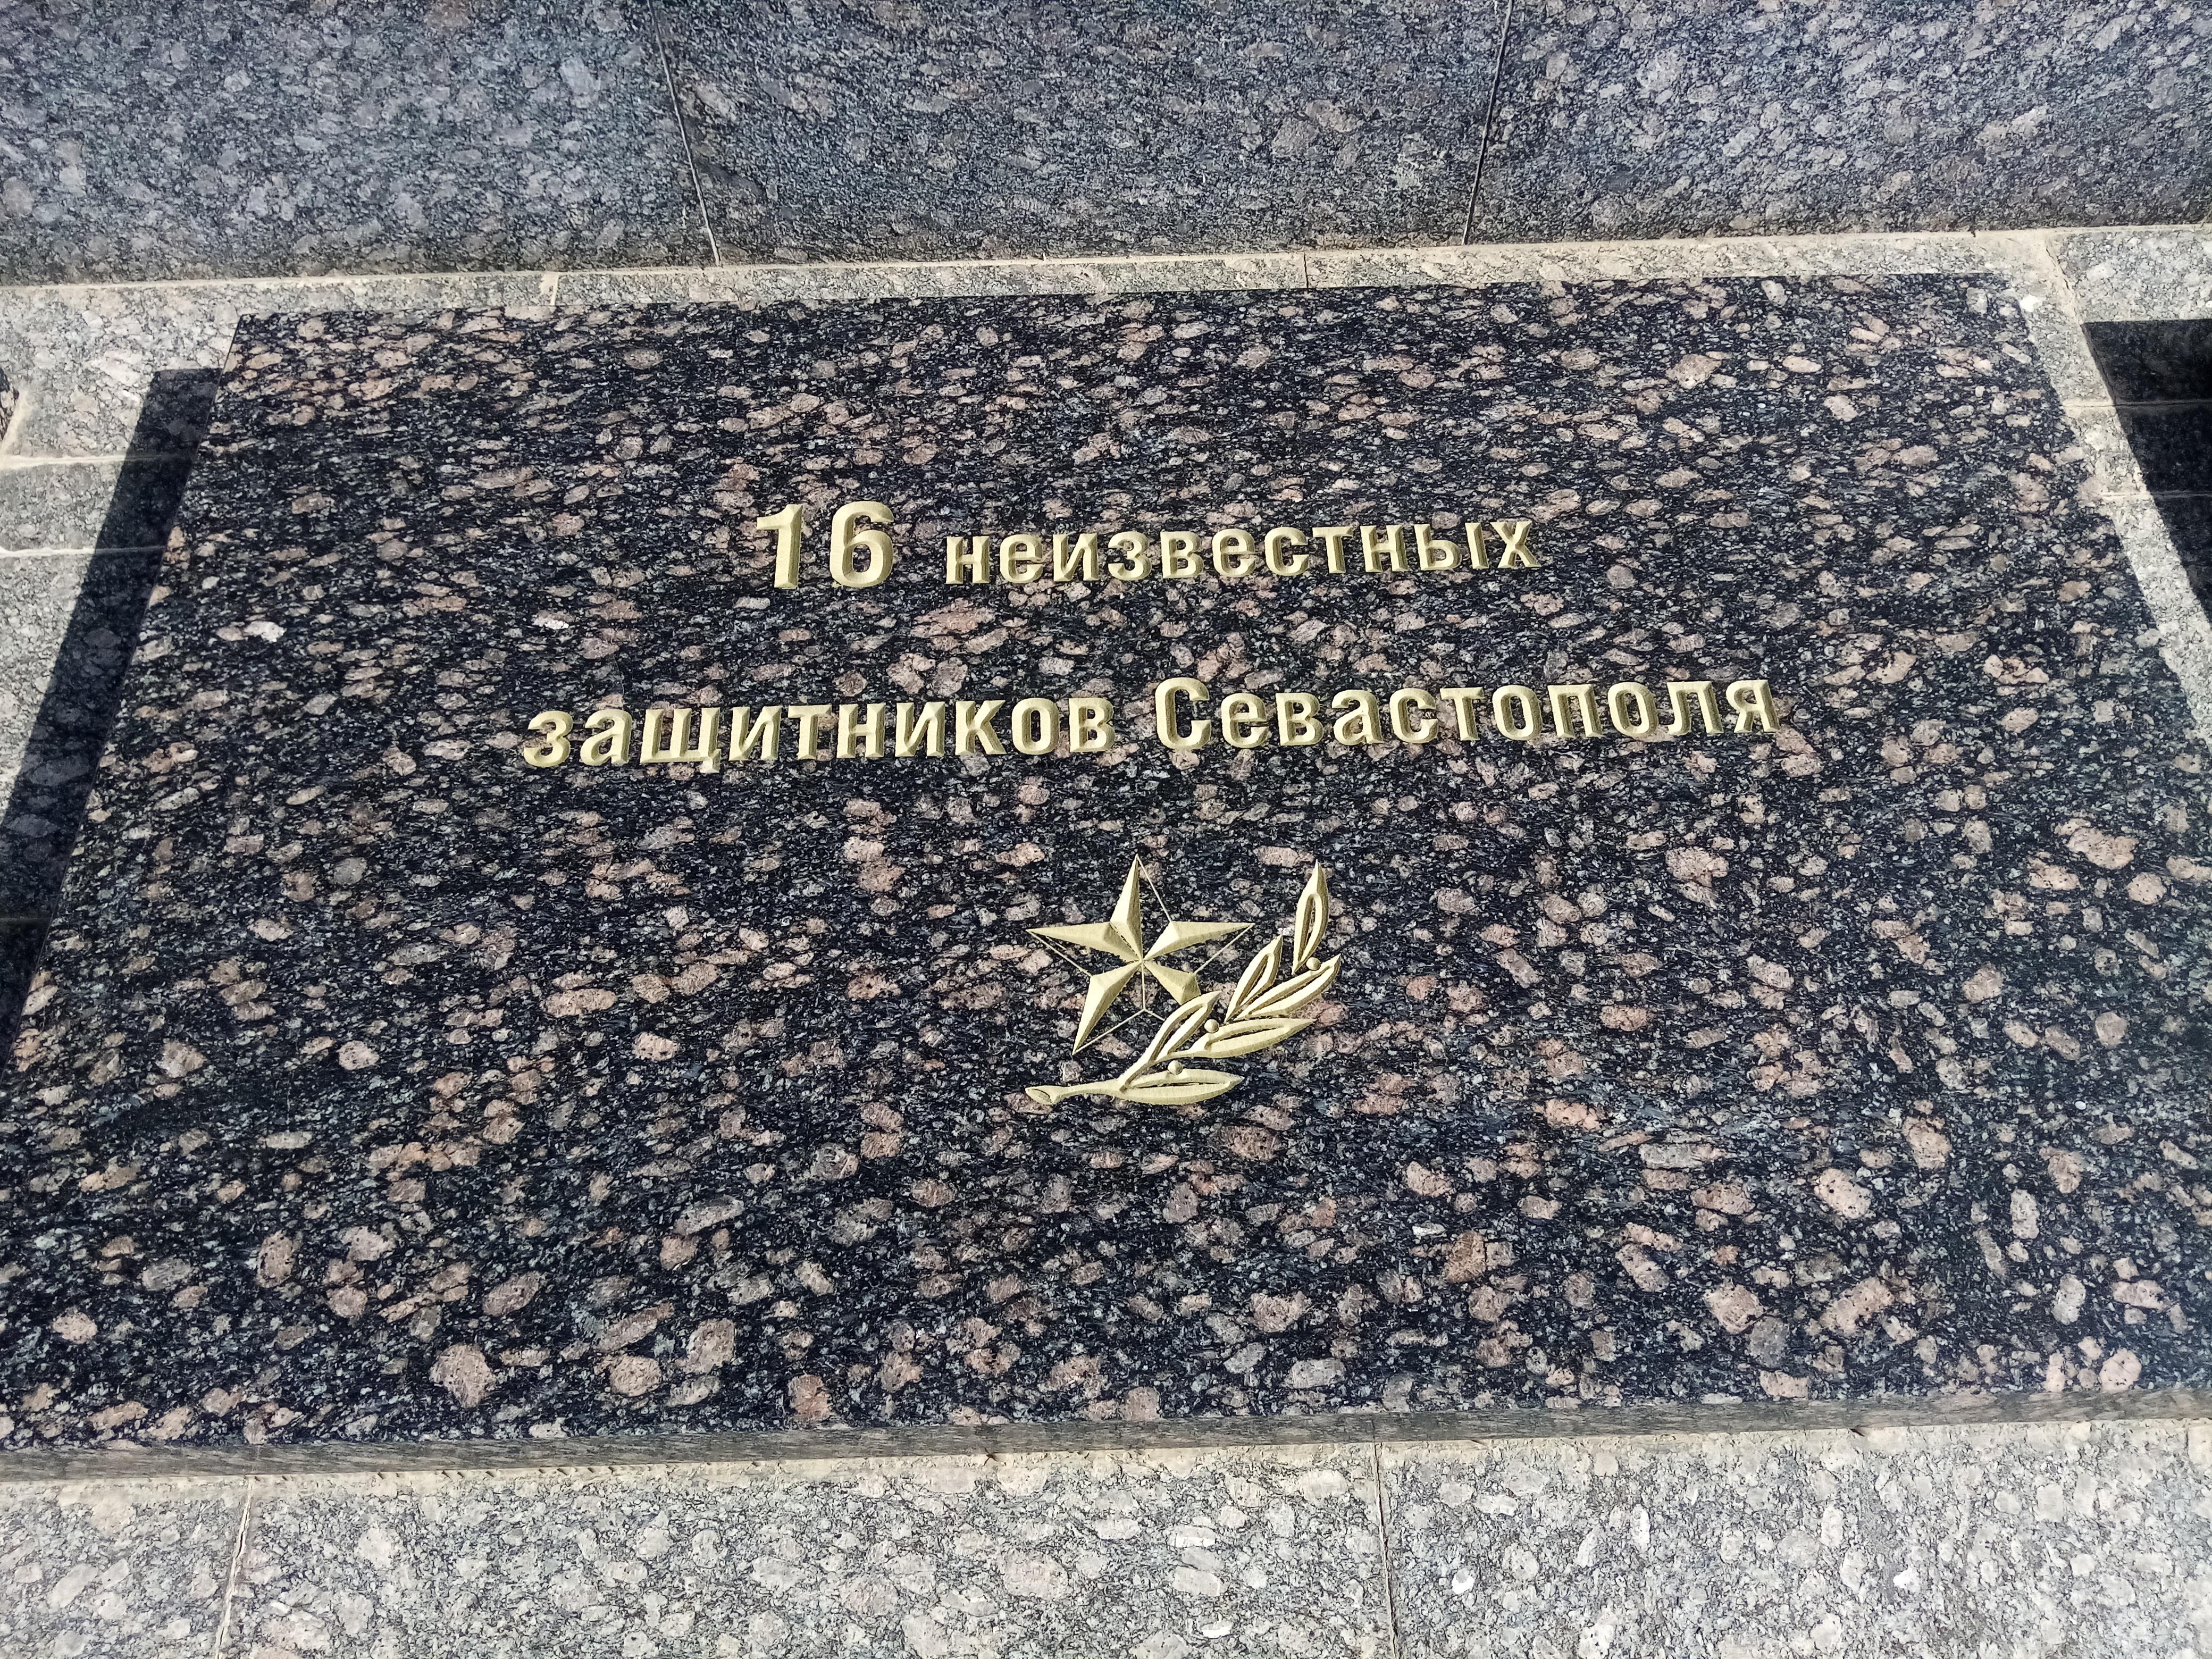 16 неизвестных
защитников Севастополя